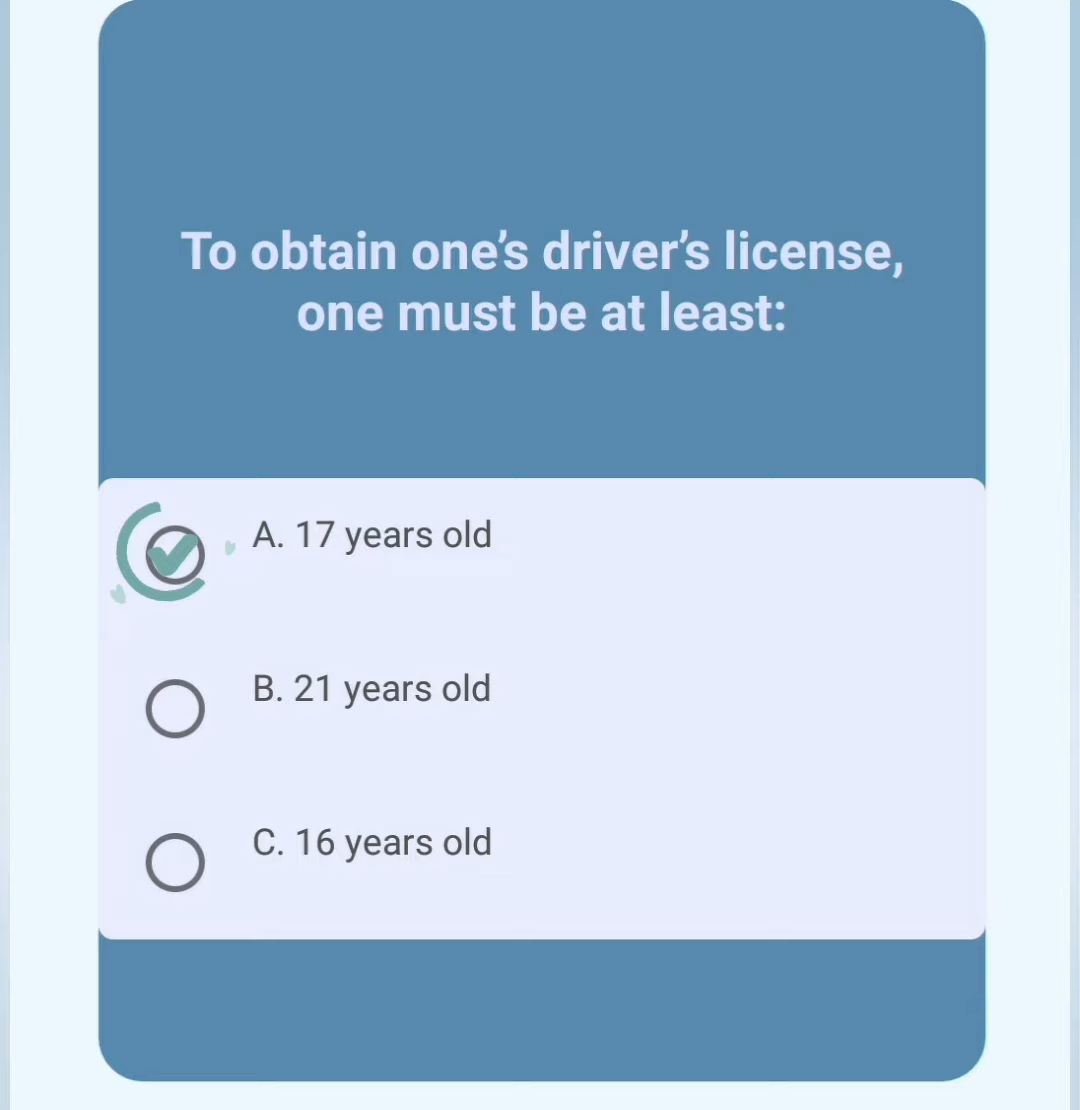 To obtain one’s driver’s license,
one must be at least:
A. 17 years old
B. 21 years old
C. 16 years old